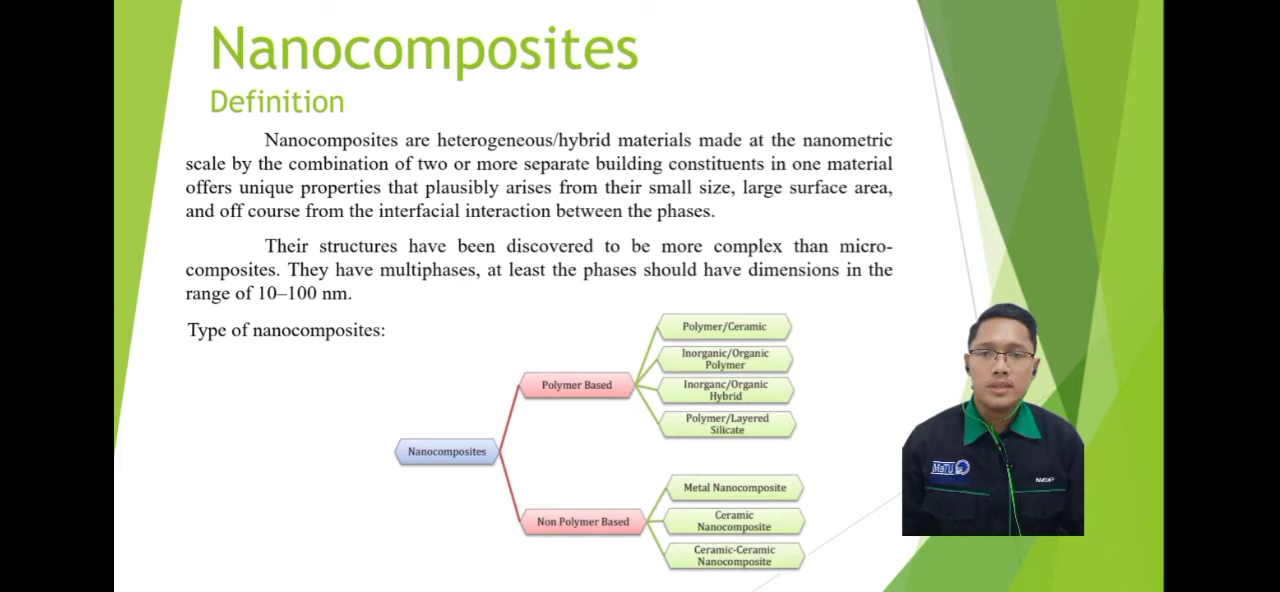 Nanocomposites
Definition
Nanocomposites are heterogeneous/hybrid materials made at the nanometric
scale by the combination of two or more separate building constituents in one material
offers unique properties that plausibly arises from their small size, large surface area,
and off course from the interfacial interaction between the phases.
Their structures have been discovered to be more complex than micro-
composites. They have multiphases, at least the phases should have dimensions in the
range of 10–100 nm.
Type of nanocomposites:
Nanocomposites
Polymer Based
Polymer/Ceramic
Inorganic/Organic
Polymer
Inorganc/Organic
Hybrid
Polymer/Layered
Silicate
Non Polymer Based
Metal Nanocomposite
Ceramic
Nanocomposite
Ceramic-Ceramic
Nanocomposite
MsTU